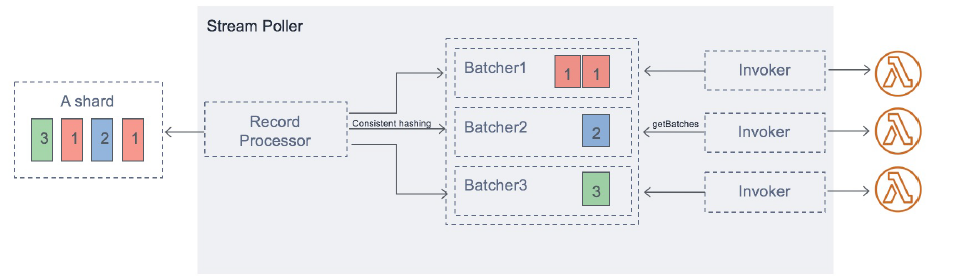 Stream Poller
A shard
3 1 2 1
Record
Processor
Consistent hashing
Batcher1
1 1
Batcher2
2
Batcher3
3
getBatches
Invoker
Invoker
Invoker